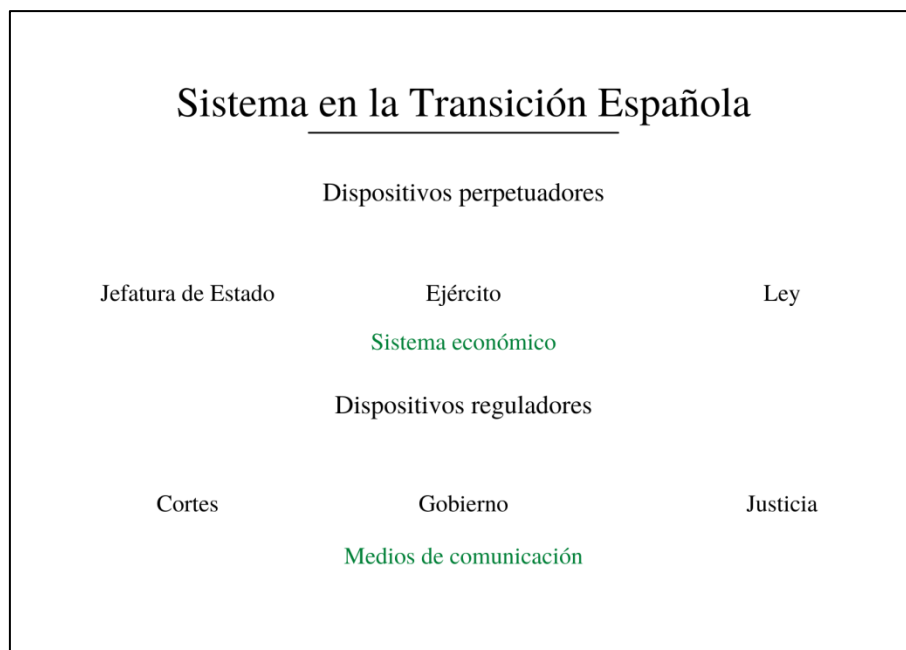 Sistema en la Transición Española
Dispositivos perpetuadores
Jefatura de Estado Ejército Ley
Sistema económico
Dispositivos reguladores
Cortes Gobierno Justicia
Medios de comunicación